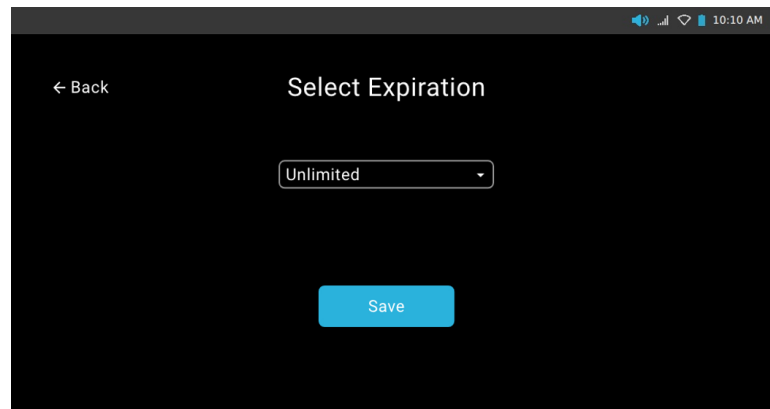 10:10 AM
← Back
Select Expiration
Unlimited
Save